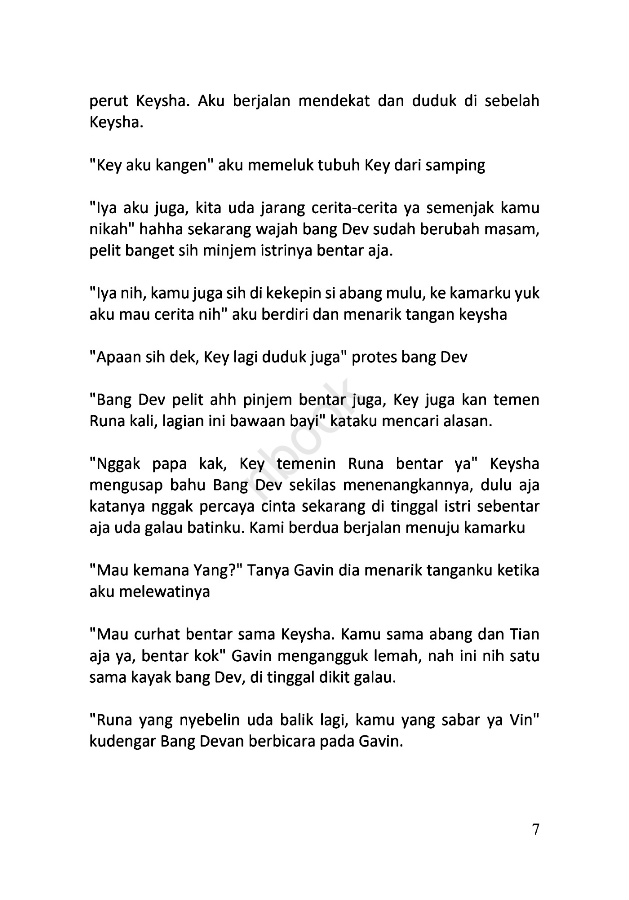 perut Keysha. Aku berjalan mendekat dan duduk di sebelah
Keysha.
"Key aku kangen" aku memeluk tubuh Key dari samping
"Iya aku juga, kita uda jarang cerita-cerita ya semenjak kamu
nikah" hahha sekarang wajah bang Dev sudah berubah masam,
pelit banget sih minjem istrinya bentar aja.
"Iya nih, kamu juga sih di kekepin si abang mulu, ke kamarku yuk
aku mau cerita nih" aku berdiri dan menarik tangan keysha
"Apaan sih dek, Key lagi duduk juga" protes bang Dev
"Bang Dev pelit ahh pinjem bentar juga, Key juga kan temen
Runa kali, lagian ini bawaan bayi" kataku mencari alasan.
"Nggak papa kak, Key temenin Runa bentar ya" Keysha
mengusap bahu Bang Dev sekilas menenangkannya, dulu aja
katanya nggak percaya cinta sekarang di tinggal istri sebentar
aja uda galau batinku. Kami berdua berjalan menuju kamarku
"Mau kemana Yang?" Tanya Gavin dia menarik tanganku ketika
aku melewatinya
"Mau curhat bentar sama Keysha. Kamu sama abang dan Tian
aja ya, bentar kok" Gavin mengangguk lemah, nah ini nih satu
sama kayak bang Dev, di tinggal dikit galau.
"Runa yang nyebelin uda balik lagi, kamu yang sabar ya Vin"
kudengar Bang Devan berbicara pada Gavin.
7